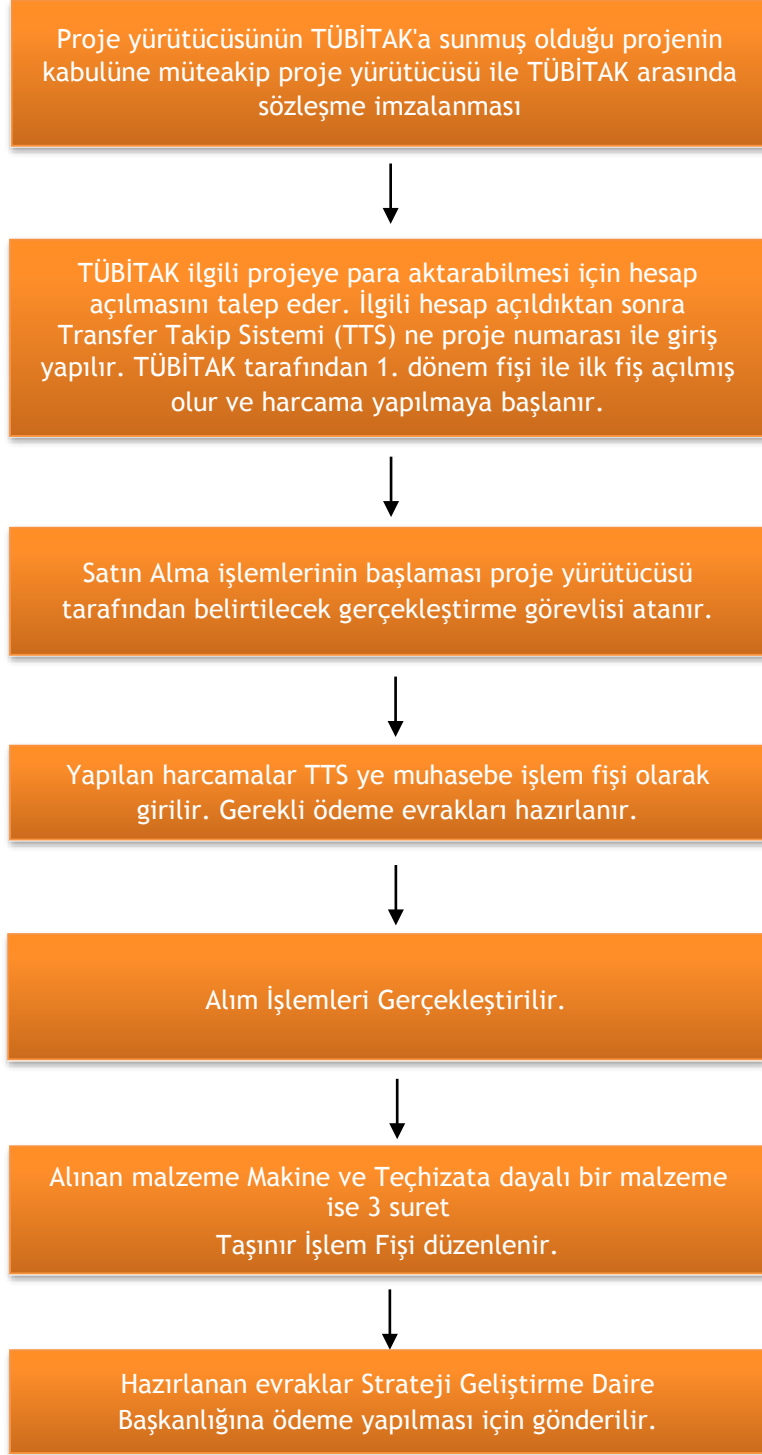 Proje yürütücüsünün TÜBİTAK'a sunmuş olduğu projenin
kabulüne müteakip proje yürütücüsü ile TÜBİTAK arasında
sözleşme imzalanması
TÜBİTAK ilgili projeye para aktarabilmesi için hesap
açılmasını talep eder. İlgili hesap açıldıktan sonra
Transfer Takip Sistemi (TTS) ne proje numarası ile giriş
yapılır. TÜBİTAK tarafından 1. dönem fişi ile ilk fiş açılmış
olur ve harcama yapılmaya başlanır.
Satın Alma işlemlerinin başlaması proje yürütücüsü
tarafından belirtilecek gerçekleştirme görevlisi atanır.
Yapılan harcamalar TTS ye muhasebe işlem fişi olarak
girilir. Gerekli ödeme evrakları hazırlanır.
Alım İşlemleri Gerçekleştirilir.
Alınan malzeme Makine ve Teçhizata dayalı bir malzeme
ise 3 suret
Taşınır İşlem Fişi düzenlenir.
Hazırlanan evraklar Strateji Geliştirme Daire
Başkanlığına ödeme yapılması için gönderilir.